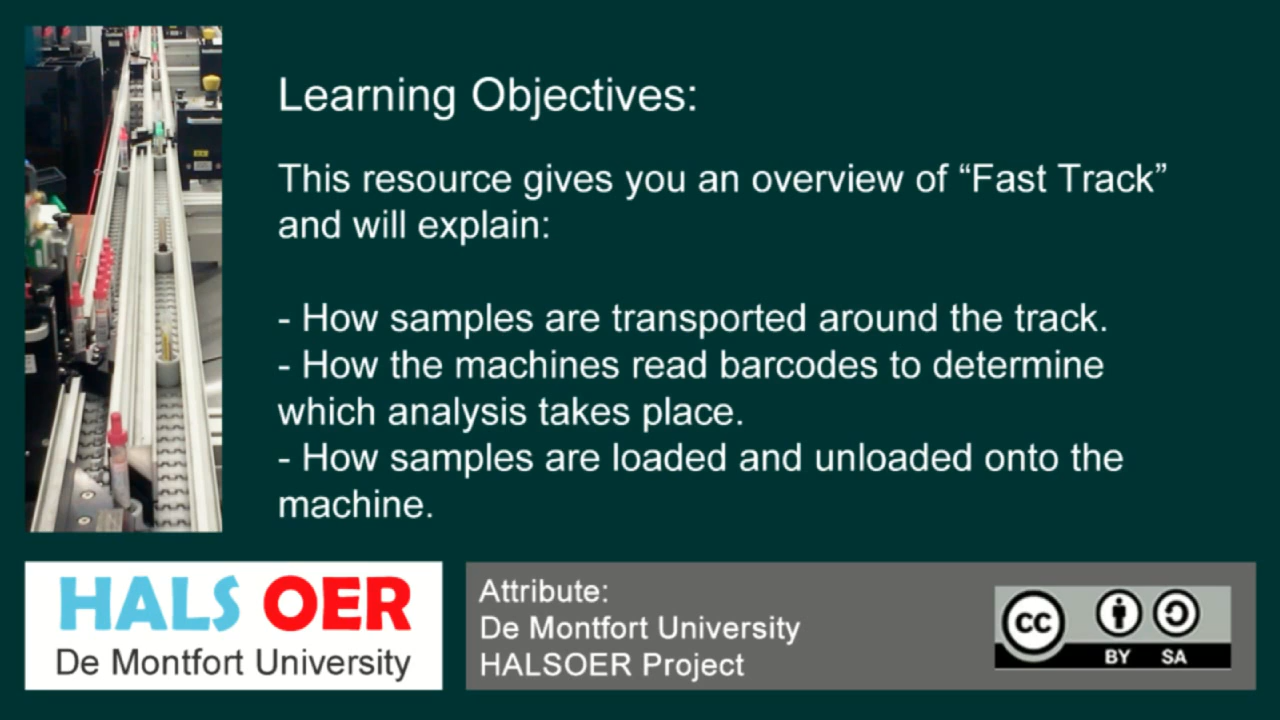 Learning Objectives:
This resource gives you an overview of “Fast Track”
and will explain:
- How samples are transported around the track.
- How the machines read barcodes to determine
which analysis takes place.
- How samples are loaded and unloaded onto the
machine.
HALS OER
De Montfort University
Attribute:
De Montfort University
HALSOER Project
CC
BY SA